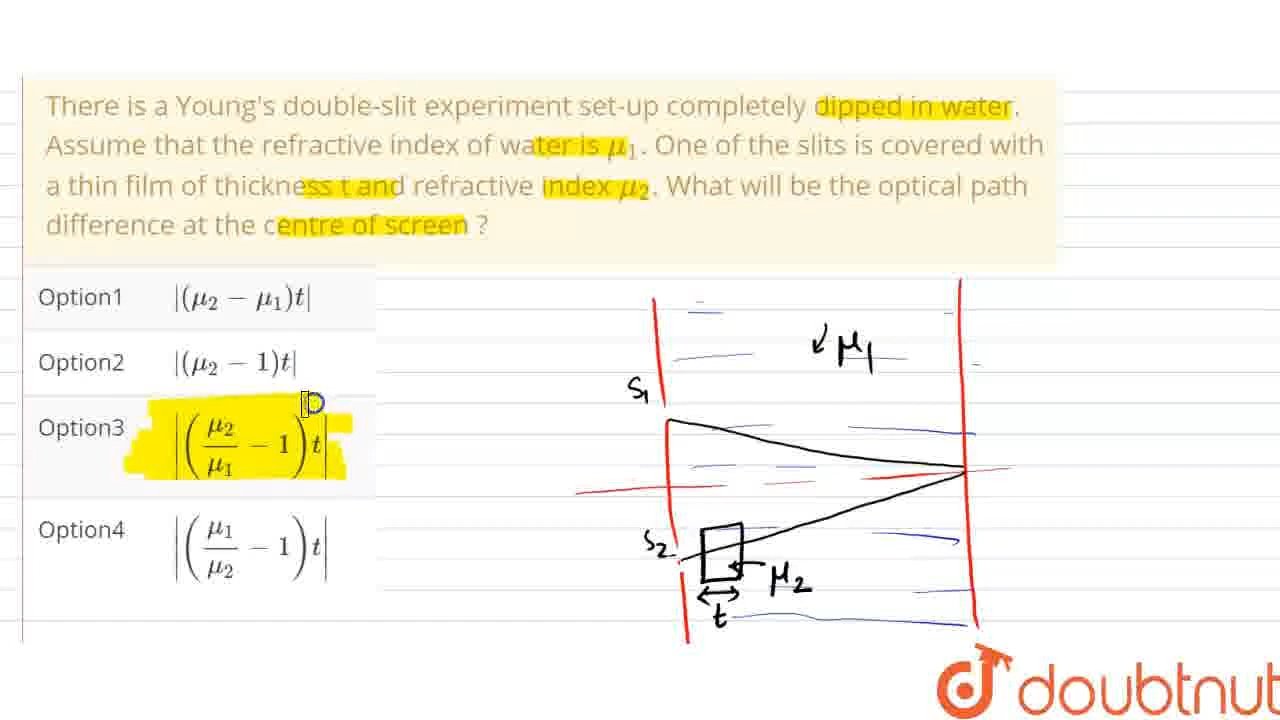 There is a Young's double-slit experiment set-up completely dipped in water.
Assume that the refractive index of water is μ₁. One of the slits is covered with
a thin film of thickness t and refractive index μ₂. What will be the optical path
difference at the centre of screen ?
Option1 |(μ₂ − μ₁)t|
Option2 |(μ₂ − 1)t|
Option3 |(μ₂/μ₁ − 1)t|
Option4 |(μ₁/μ₂ − 1)t|
μ₁
S₁
S₂
μ₂
t
doubtnut